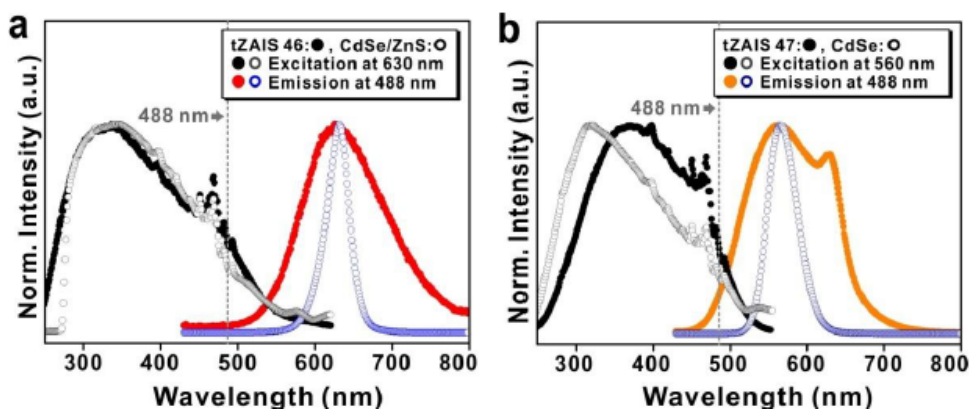 a
tZAIS 46:●, CdSe/ZnS:○
●○ Excitation at 630 nm
●○ Emission at 488 nm
488 nm
Norm. Intensity (a.u.)
300 400 500 600 700 800
Wavelength (nm)
b
tZAIS 47:●, CdSe:○
●○ Excitation at 560 nm
●○ Emission at 488 nm
488 nm
Norm. Intensity (a.u.)
300 400 500 600 700 800
Wavelength (nm)